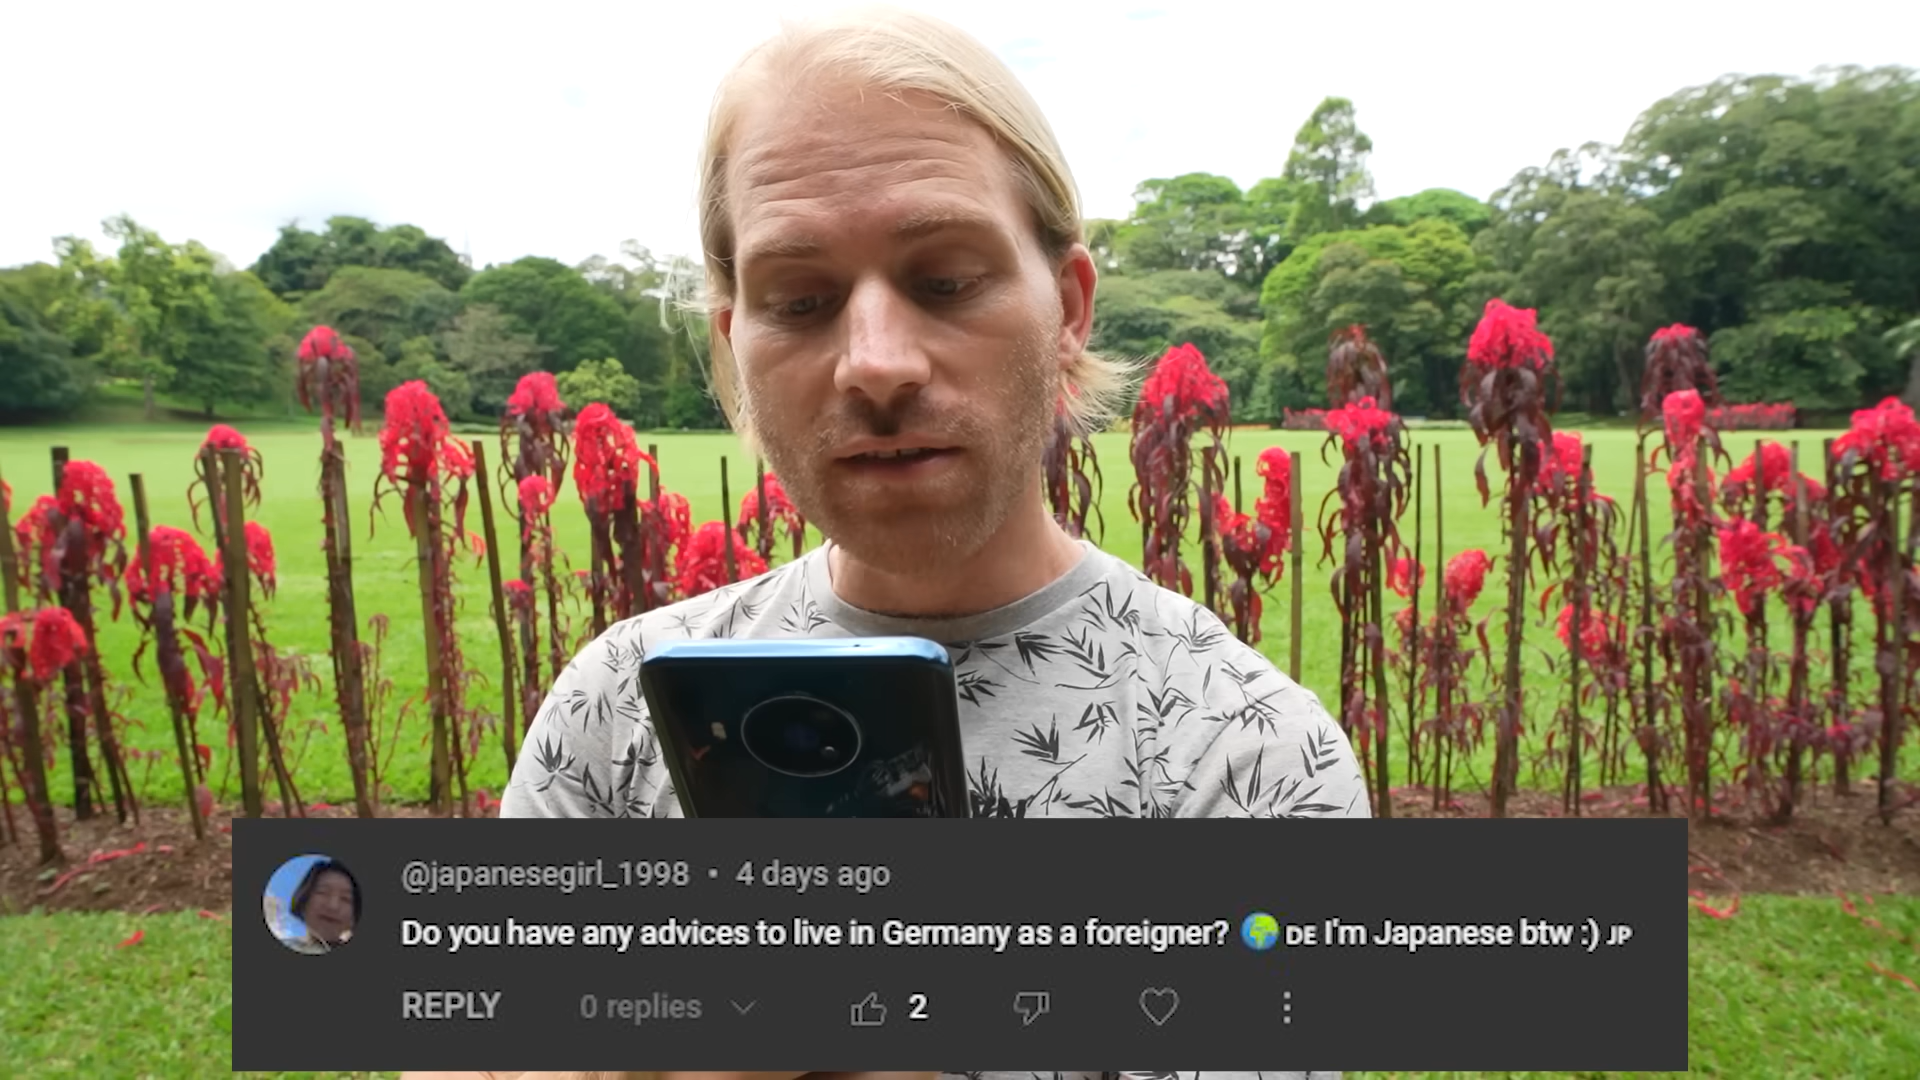 @japanesegirl_1998 • 4 days ago
Do you have any advices to live in Germany as a foreigner? 🌍 DE I'm Japanese btw :) JP
REPLY 0 replies 2